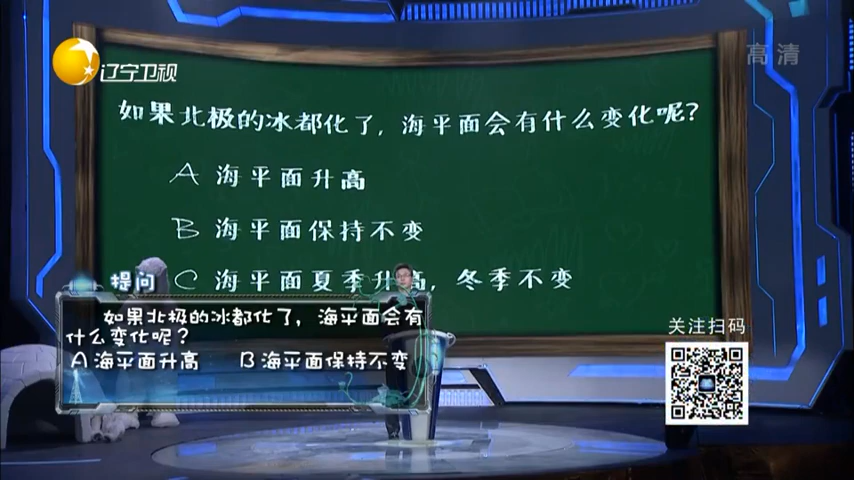 辽宁卫视
高清
如果北极的冰都化了，海平面会有什么变化呢？
A 海平面升高
B 海平面保持不变
C 海平面夏季升高，冬季不变
提问
如果北极的冰都化了，海平面会有
什么变化呢？
A海平面升高 B海平面保持不变
关注扫码